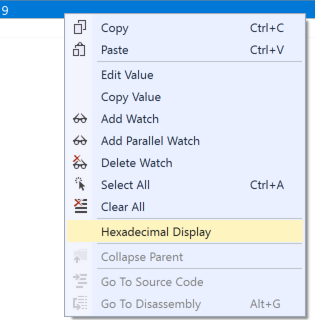 9
Copy Ctrl+C
Paste Ctrl+V
Edit Value
Copy Value
Add Watch
Add Parallel Watch
Delete Watch
Select All Ctrl+A
Clear All
Hexadecimal Display
Collapse Parent
Go To Source Code
Go To Disassembly Alt+G